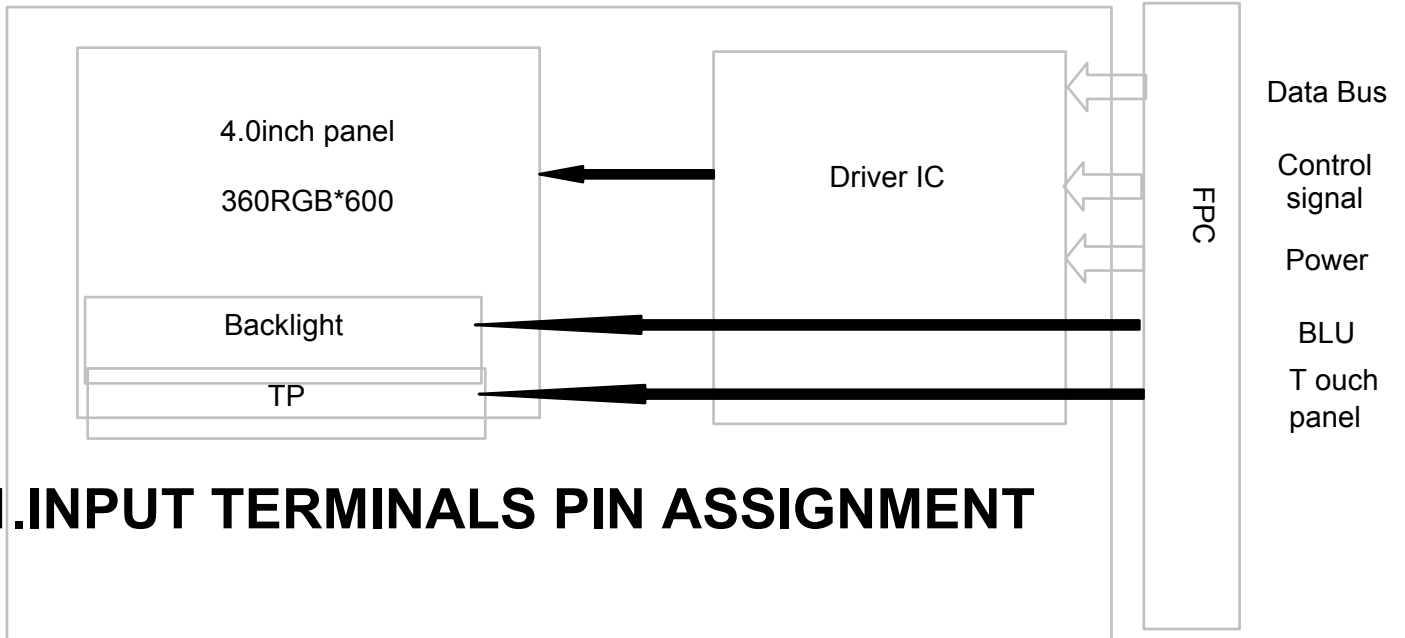 4.0inch panel
360RGB*600
Driver IC
Backlight
TP
FPC
Data Bus
Control
signal
Power
BLU
T ouch
panel
.INPUT TERMINALS PIN ASSIGNMENT